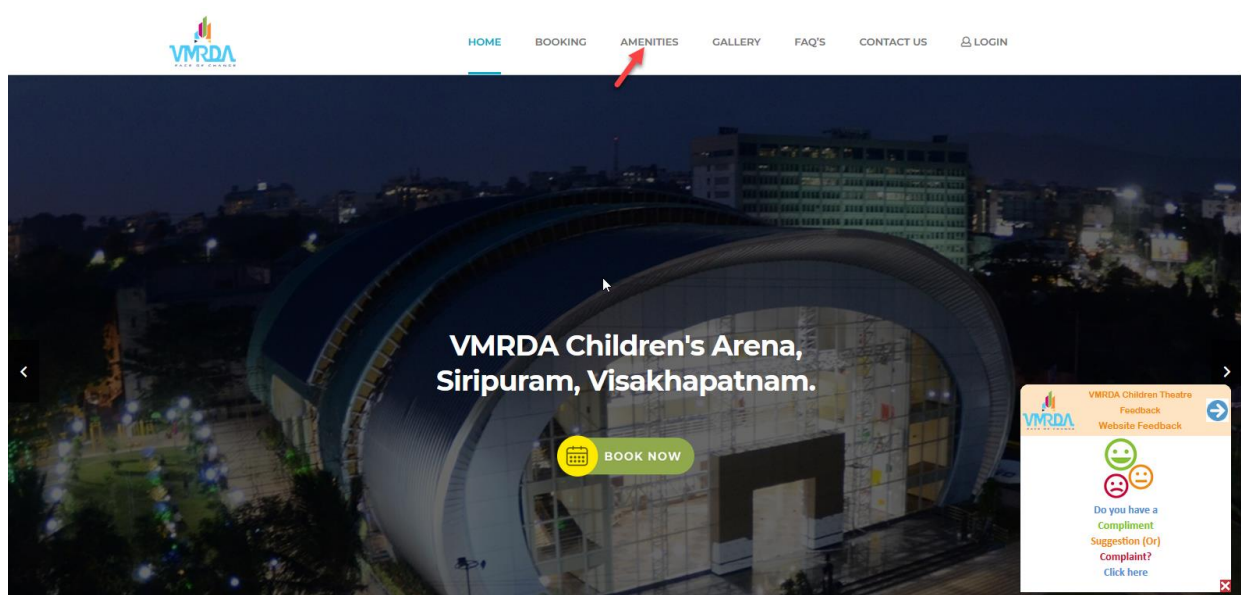 VMRDA
HOME BOOKING AMENITIES GALLERY FAQ'S CONTACT US LOGIN
VMRDA Children's Arena,
Siripuram, Visakhapatnam.
BOOK NOW
VMRDA
VMRDA Children Theatre
Feedback
Website Feedback
Do you have a
Compliment
Suggestion (Or)
Complaint?
Click here